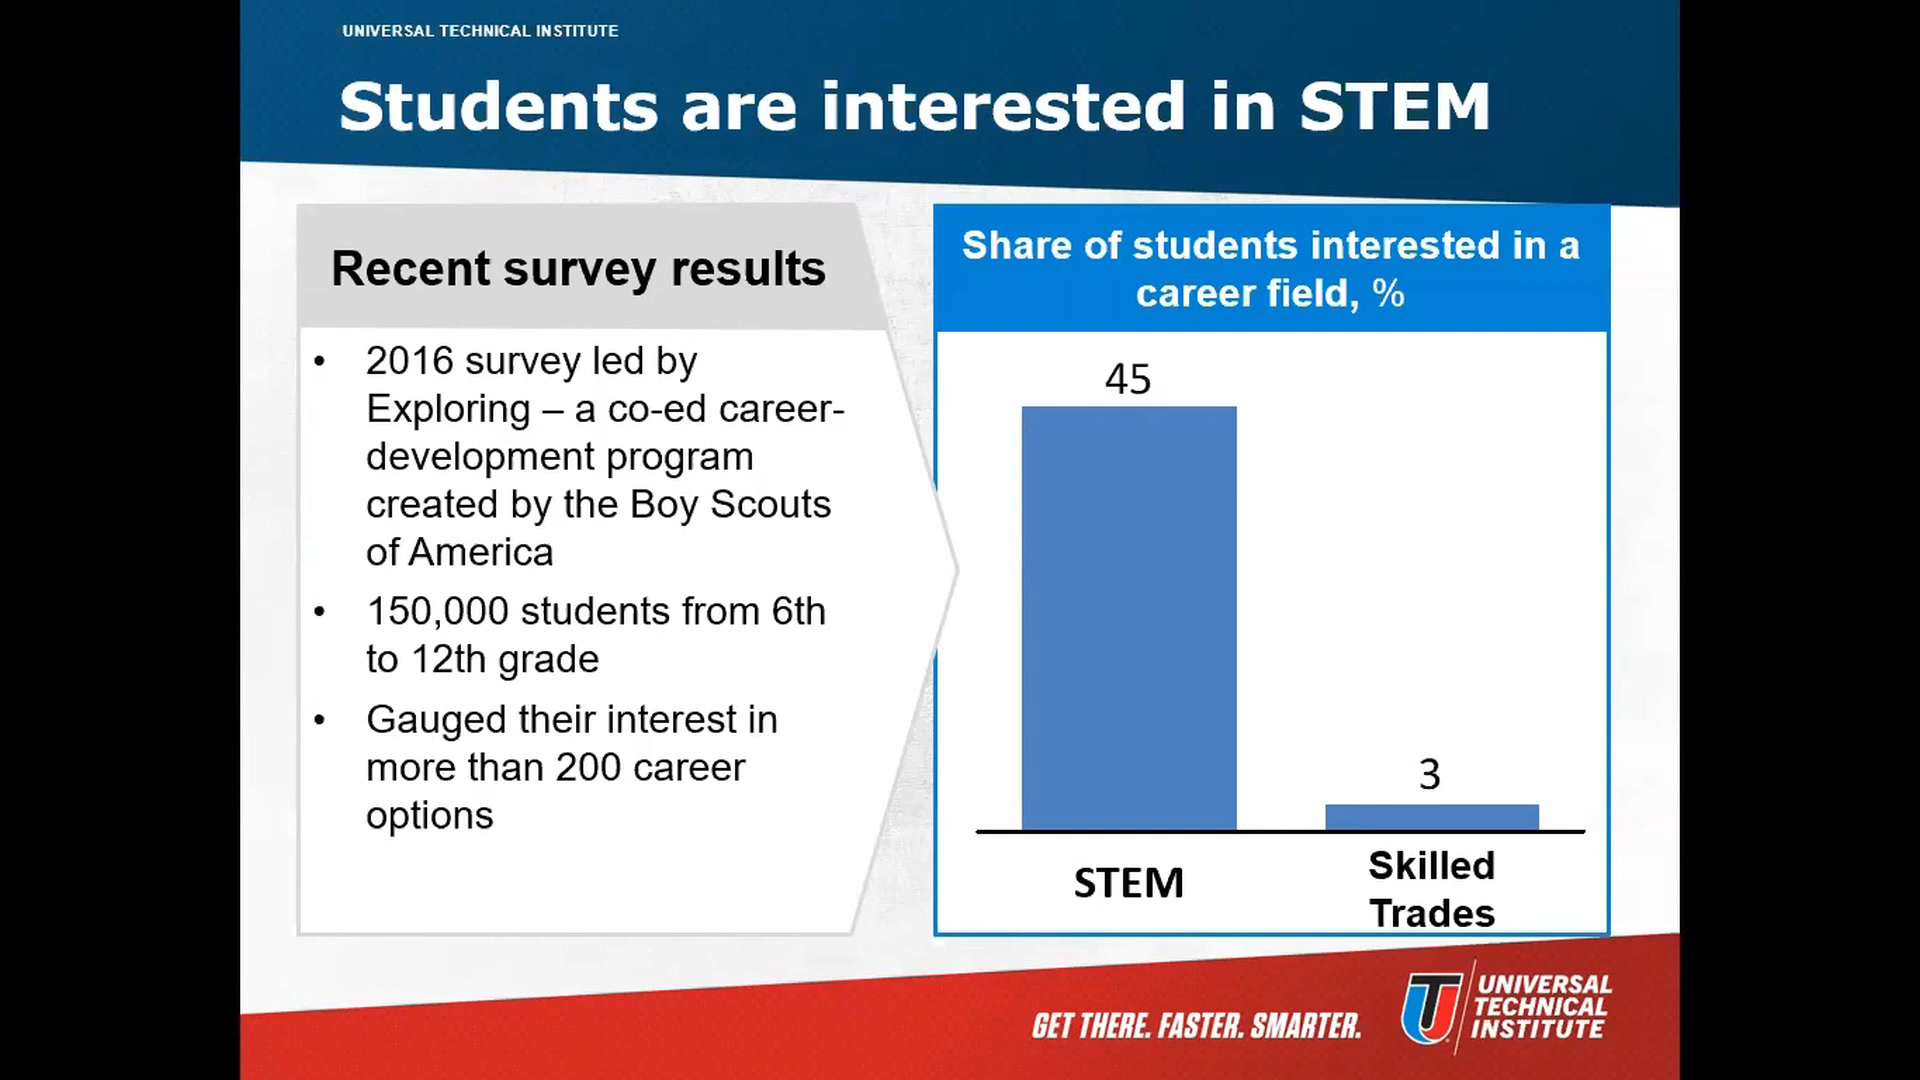 UNIVERSAL TECHNICAL INSTITUTE
Students are interested in STEM
Recent survey results
• 2016 survey led by
Exploring – a co-ed career-
development program
created by the Boy Scouts
of America
• 150,000 students from 6th
to 12th grade
• Gauged their interest in
more than 200 career
options
Share of students interested in a
career field, %
45
3
STEM
Skilled
Trades
GET THERE. FASTER. SMARTER.
UNIVERSAL
TECHNICAL
INSTITUTE